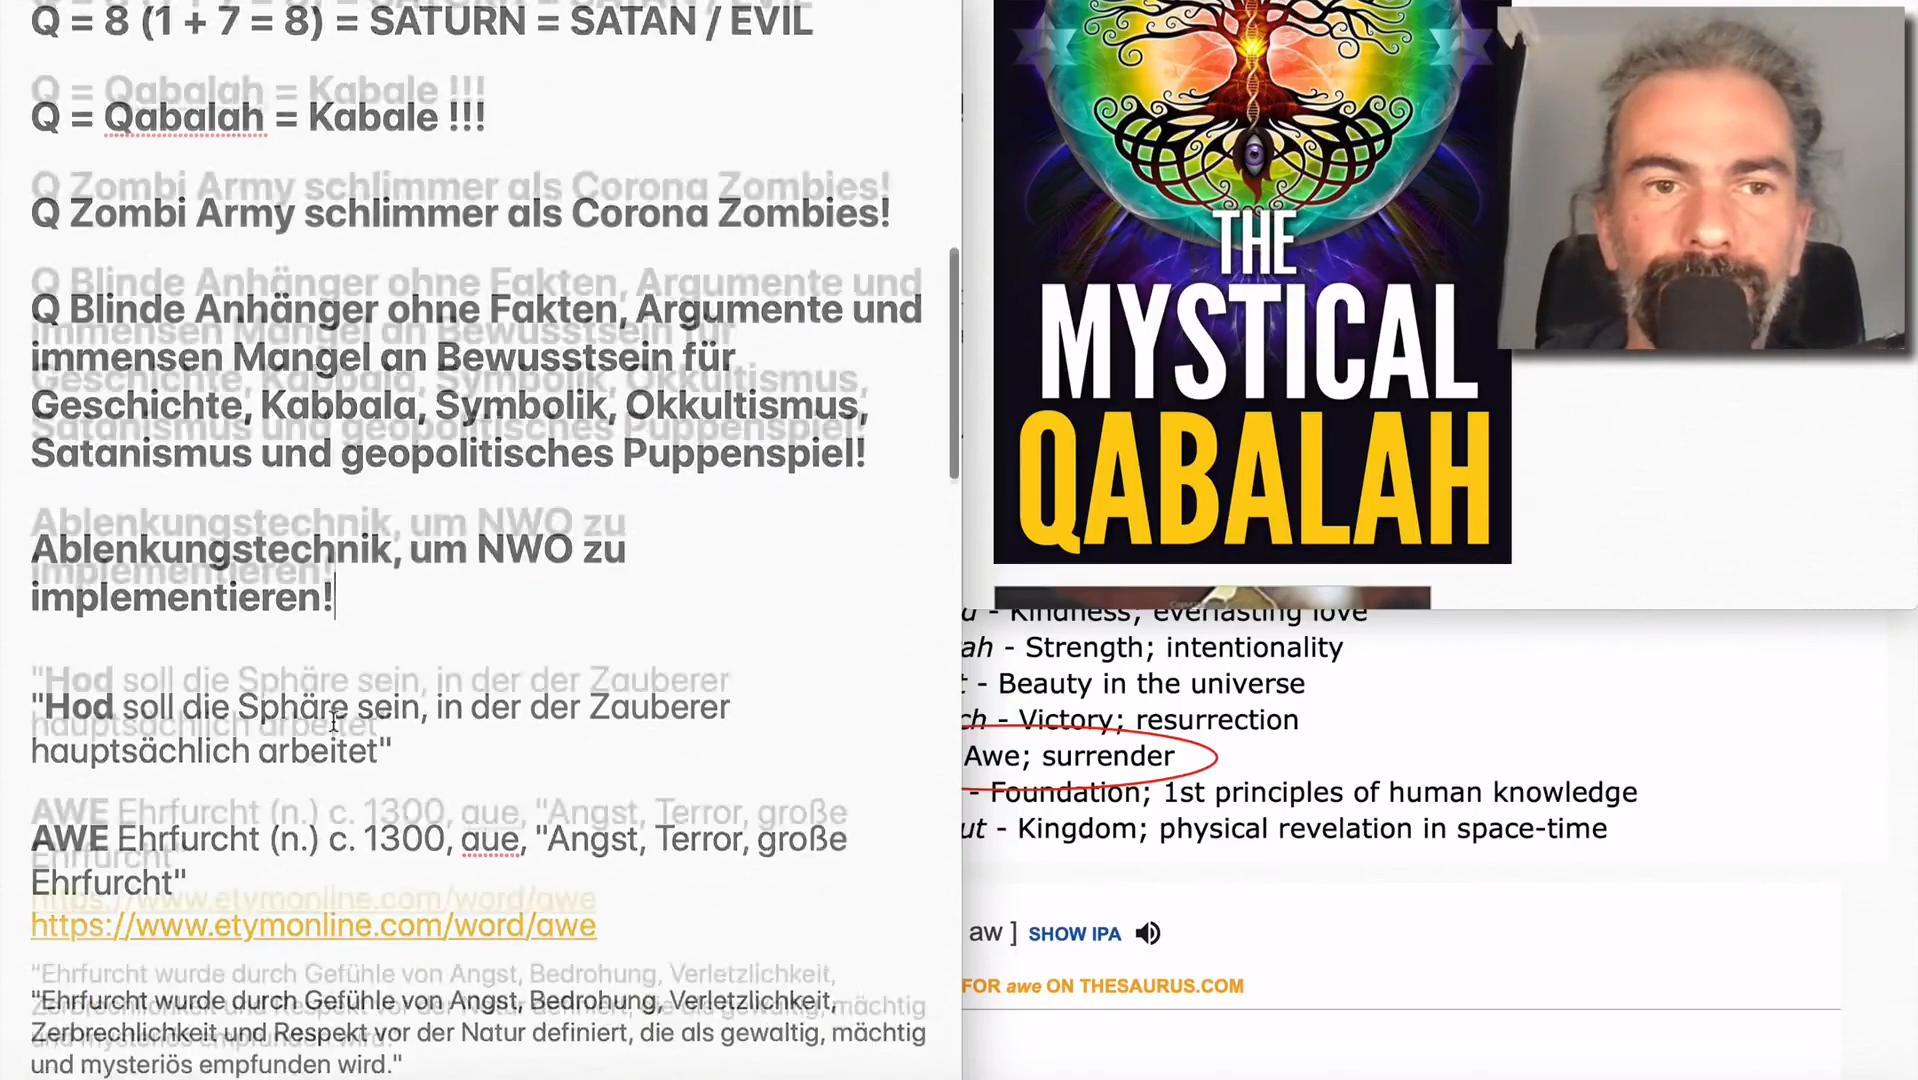 Q = 8 (1 + 7 = 8) = SATURN = SATAN / EVIL
Q = Qabalah = Kabale !!!
Q Zombi Army schlimmer als Corona Zombies!
Q Blinde Anhänger ohne Fakten, Argumente und
immensen Mangel an Bewusstsein für
Geschichte, Kabbala, Symbolik, Okkultismus,
Satanismus und geopolitisches Puppenspiel!
Ablenkungstechnik, um NWO zu
implementieren!
"Hod soll die Sphäre sein, in der der Zauberer
hauptsächlich arbeitet"
AWE Ehrfurcht (n.) c. 1300, aue, "Angst, Terror, große
Ehrfurcht"
https://www.etymonline.com/word/awe
"Ehrfurcht wurde durch Gefühle von Angst, Bedrohung, Verletzlichkeit,
Zerbrechlichkeit und Respekt vor der Natur definiert, die als gewaltig, mächtig
und mysteriös empfunden wird."
THE
MYSTICAL
QABALAH
- Kindness; everlasting love
ah - Strength; intentionality
t - Beauty in the universe
ch - Victory; resurrection
Awe; surrender
- Foundation; 1st principles of human knowledge
ut - Kingdom; physical revelation in space-time
aw ] SHOW IPA
FOR awe ON THESAURUS.COM